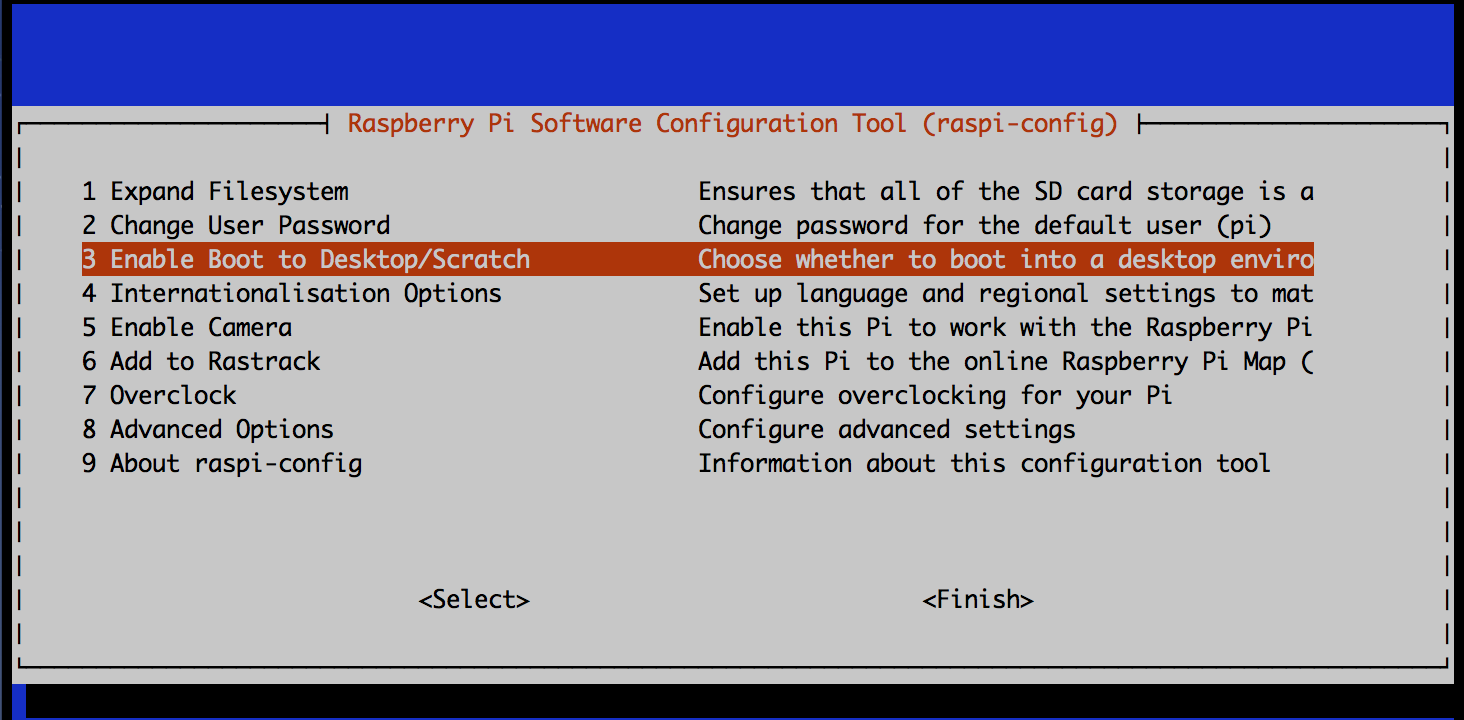 Raspberry Pi Software Configuration Tool (raspi-config)
1 Expand Filesystem Ensures that all of the SD card storage is a
2 Change User Password Change password for the default user (pi)
3 Enable Boot to Desktop/Scratch Choose whether to boot into a desktop enviro
4 Internationalisation Options Set up language and regional settings to mat
5 Enable Camera Enable this Pi to work with the Raspberry Pi
6 Add to Rastrack Add this Pi to the online Raspberry Pi Map (
7 Overclock Configure overclocking for your Pi
8 Advanced Options Configure advanced settings
9 About raspi-config Information about this configuration tool
<Select> <Finish>